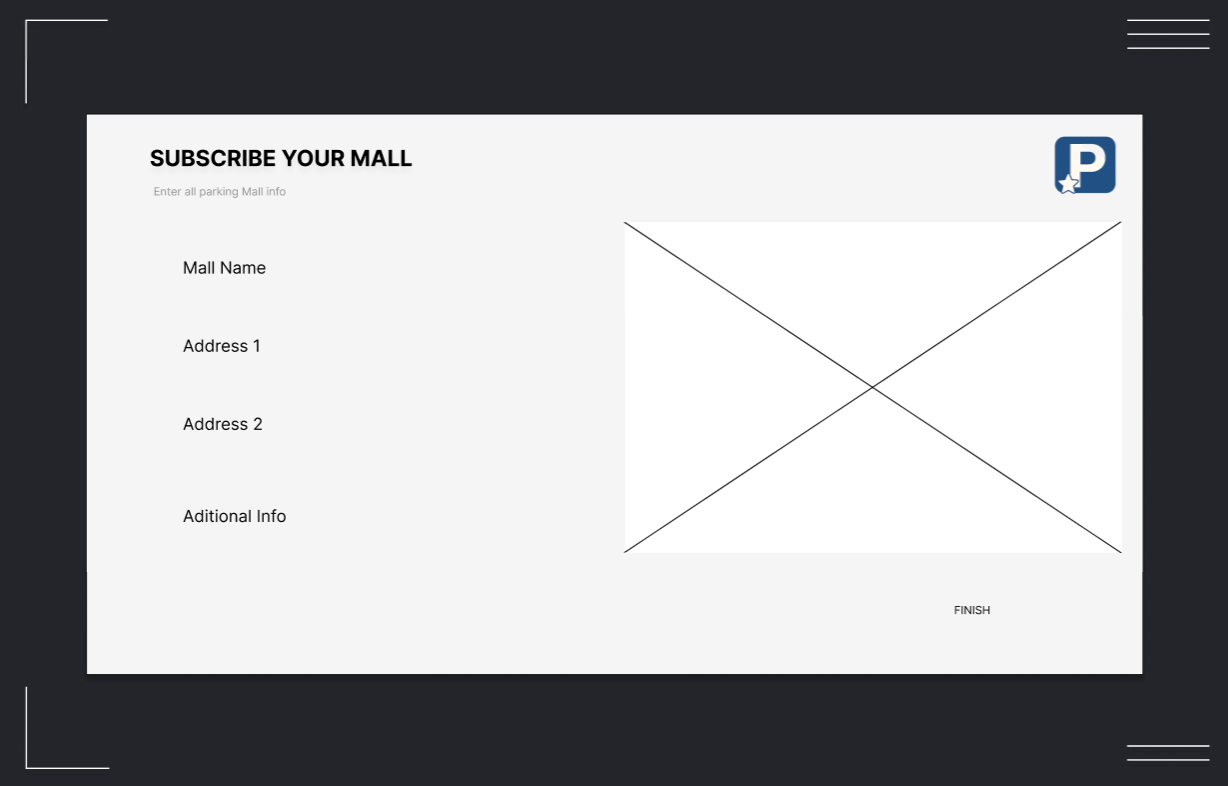 SUBSCRIBE YOUR MALL
P
Enter all parking Mall info
Mall Name
Address 1
Address 2
Aditional Info
FINISH